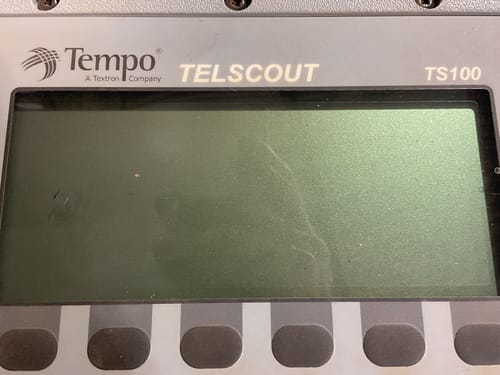 Tempo®
A Textron Company
TELSCOUT
TS100